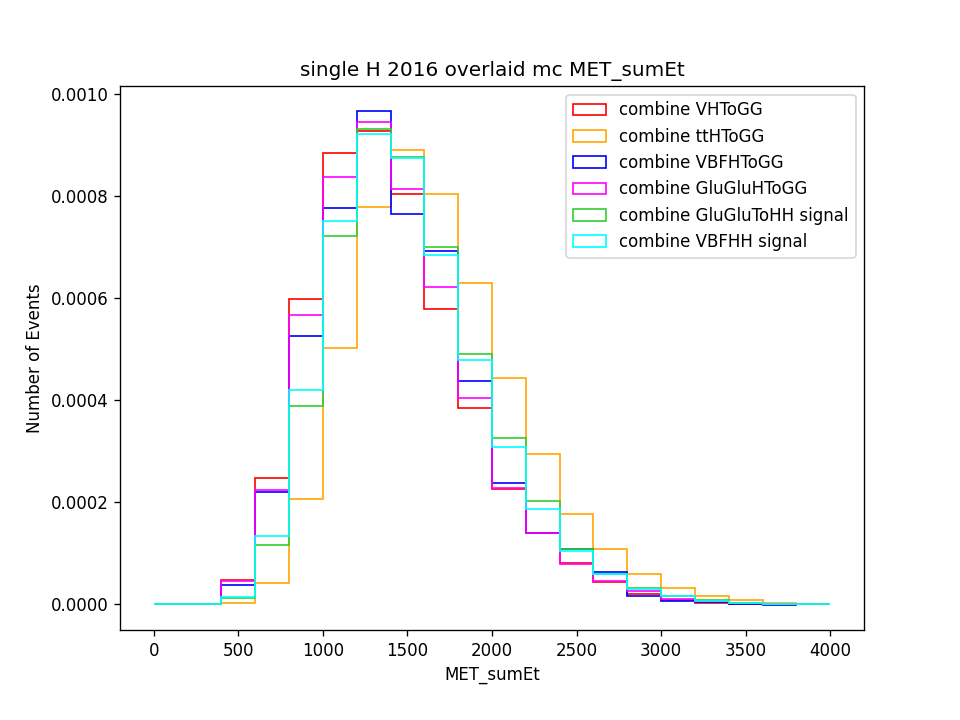 single H 2016 overlaid mc MET_sumEt
0.0010
0.0008
0.0006
0.0004
0.0002
0.0000
Number of Events
combine VHToGG
combine ttHToGG
combine VBFHToGG
combine GluGluHToGG
combine GluGluToHH signal
combine VBFHH signal
0 500 1000 1500 2000 2500 3000 3500 4000
MET_sumEt